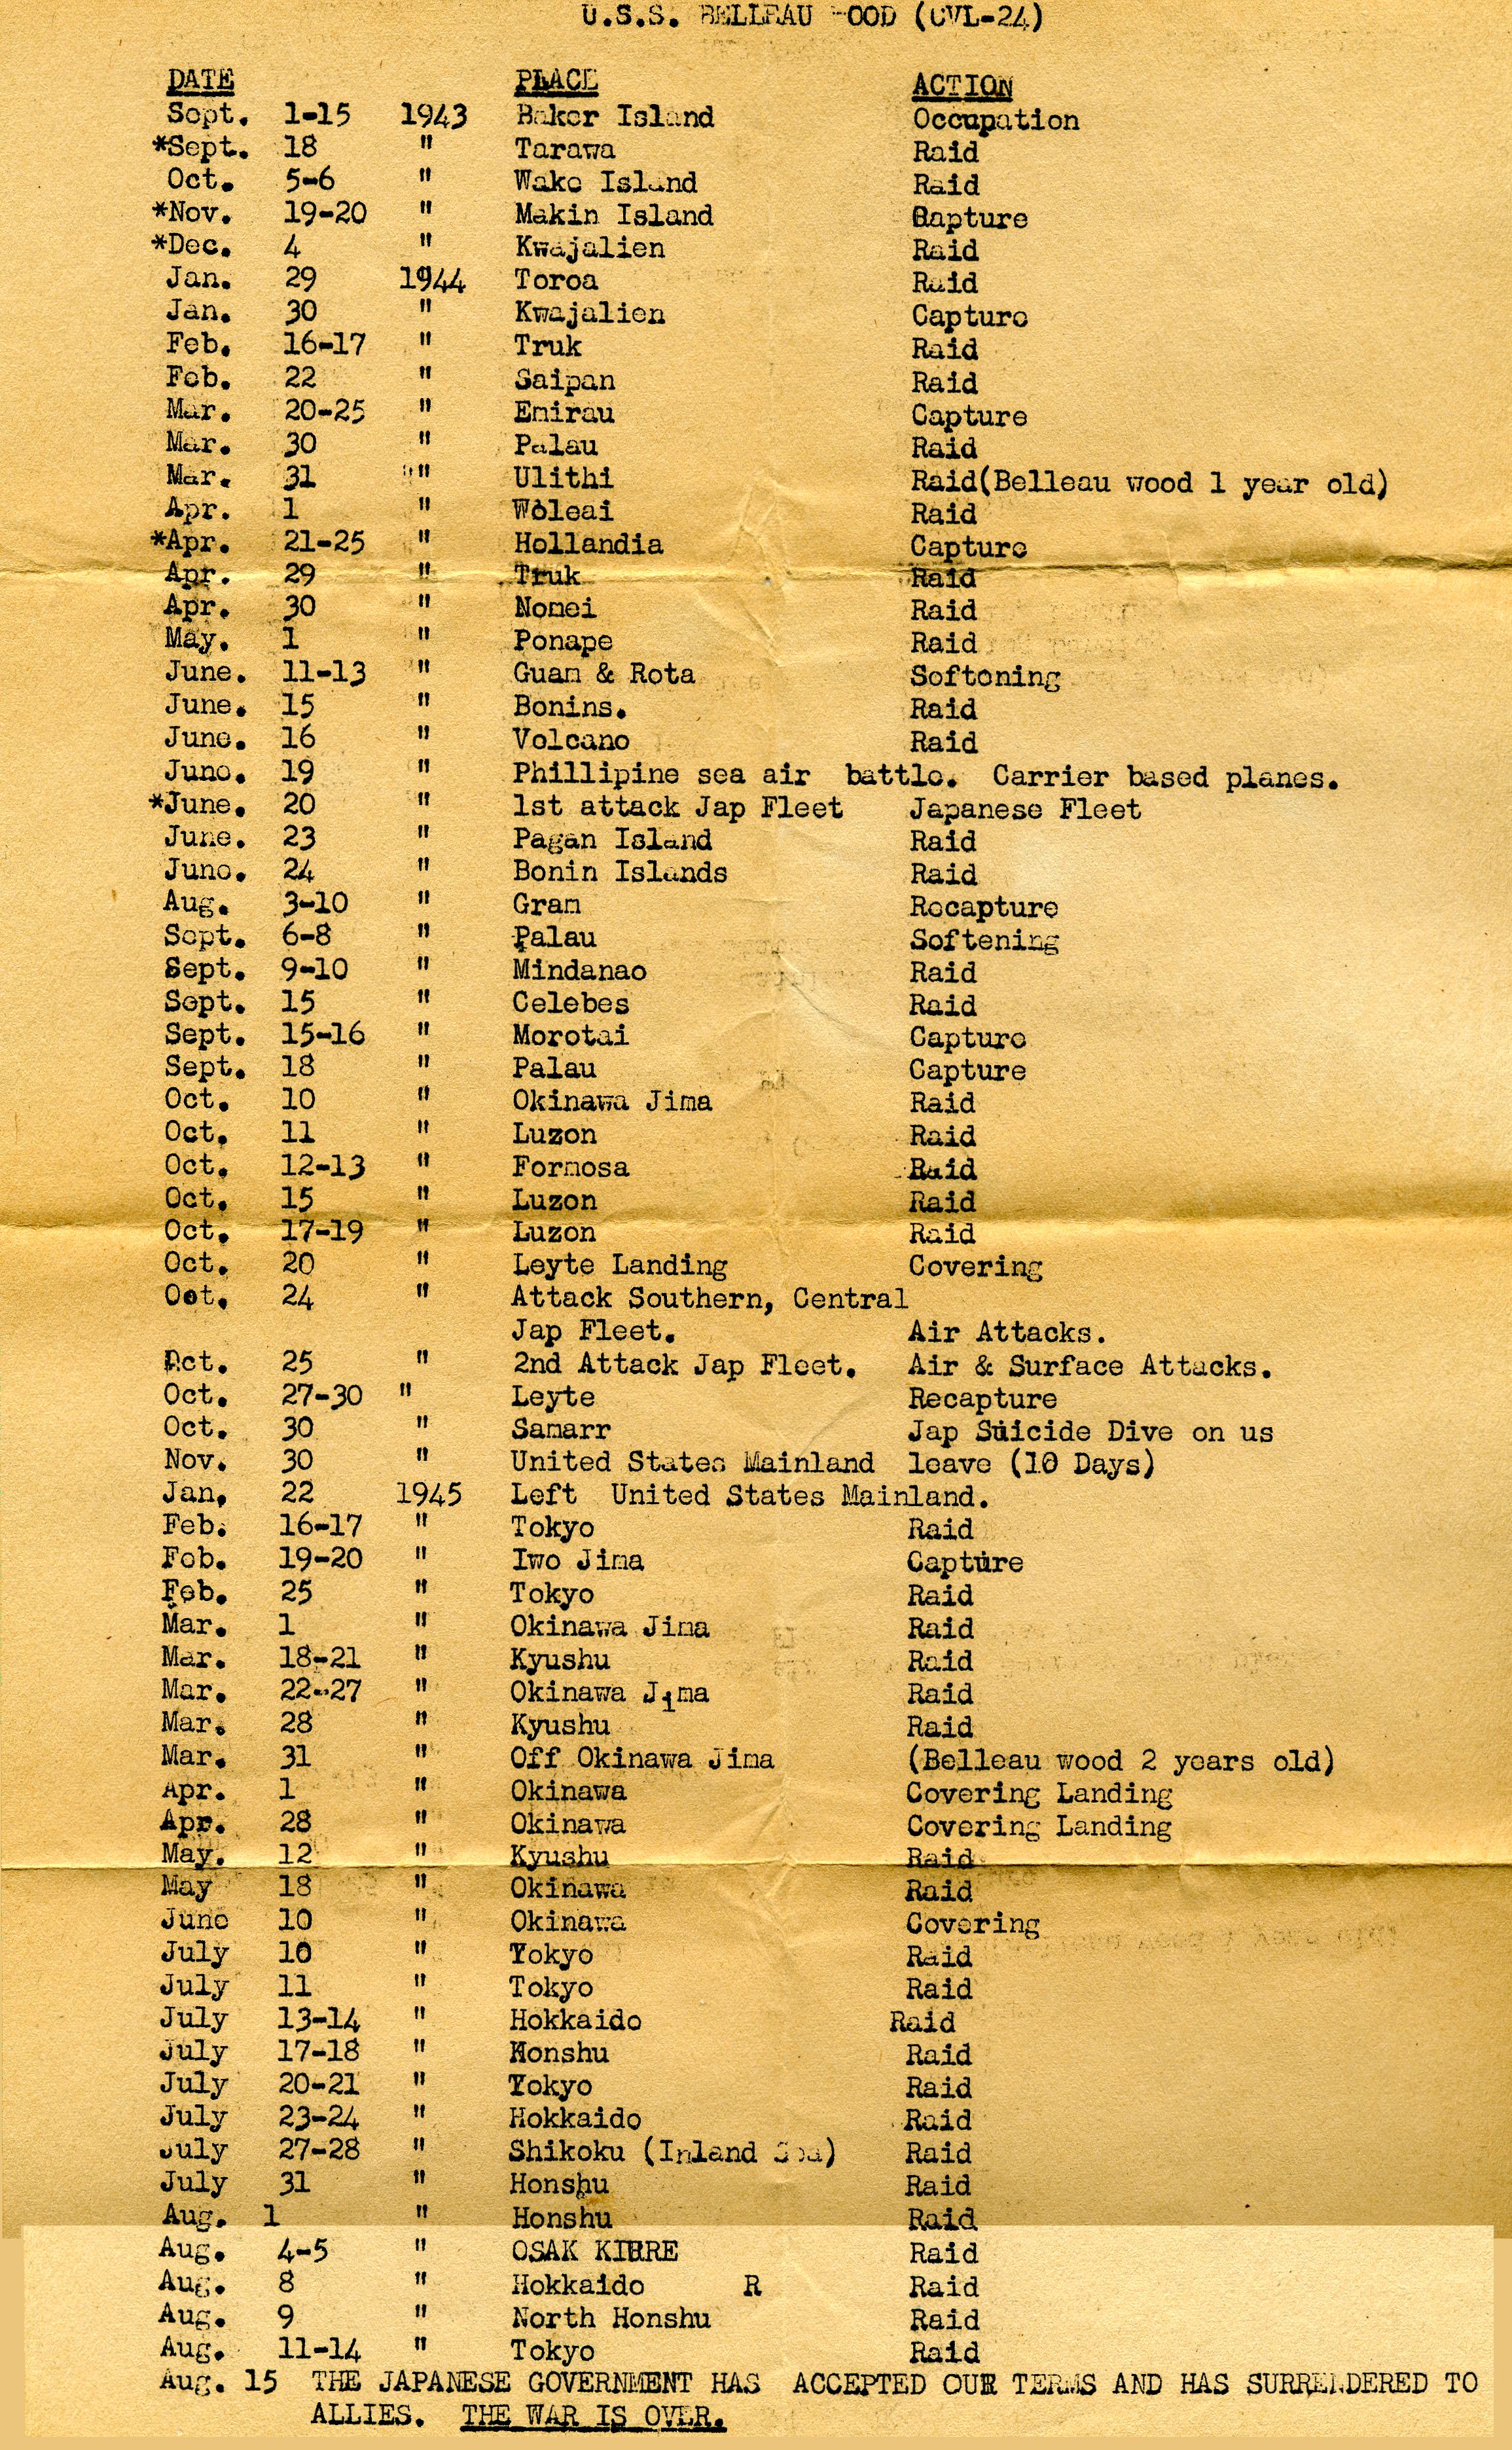 U.S.S. BELLEAU WOOD (CVL-24)
DATE PLACE ACTION
Sept. 1-15 1943 Baker Island Occupation
*Sept. 18 " Tarawa Raid
Oct. 5-6 " Wake Island Raid
*Nov. 19-20 " Makin Island Capture
*Dec. 4 " Kwajalien Raid
Jan. 29 1944 Toroa Raid
Jan. 30 " Kwajalien Capture
Feb. 16-17 " Truk Raid
Feb. 22 " Saipan Raid
Mar. 20-25 " Emirau Capture
Mar. 30 " Palau Raid
Mar. 31 " Ulithi Raid(Belleau wood 1 year old)
Apr. 1 " Woleai Raid
*Apr. 21-25 " Hollandia Capture
Apr. 29 " Truk Raid
Apr. 30 " Nomei Raid
May. 1 " Ponape Raid
June. 11-13 " Guam & Rota Softening
June. 15 " Bonins. Raid
June. 16 " Volcano Raid
June. 19 " Phillipine sea air battle. Carrier based planes.
*June. 20 " 1st attack Jap Fleet Japanese Fleet
June. 23 " Pagan Island Raid
June. 24 " Bonin Islands Raid
Aug. 3-10 " Gram Recapture
Sept. 6-8 " Palau Softening
Sept. 9-10 " Mindanao Raid
Sept. 15 " Celebes Raid
Sept. 15-16 " Morotai Capture
Sept. 18 " Palau Capture
Oct. 10 " Okinawa Jima Raid
Oct. 11 " Luzon Raid
Oct. 12-13 " Formosa Raid
Oct. 15 " Luzon Raid
Oct. 17-19 " Luzon Raid
Oct. 20 " Leyte Landing Covering
Oct. 24 " Attack Southern, Central
Jap Fleet. Air Attacks.
Oct. 25 " 2nd Attack Jap Fleet. Air & Surface Attacks.
Oct. 27-30 " Leyte Recapture
Oct. 30 " Samarr Jap Suicide Dive on us
Nov. 30 " United States Mainland leave (10 Days)
Jan. 22 1945 Left United States Mainland.
Feb. 16-17 " Tokyo Raid
Feb. 19-20 " Iwo Jima Capture
Feb. 25 " Tokyo Raid
Mar. 1 " Okinawa Jima Raid
Mar. 18-21 " Kyushu Raid
Mar. 22-27 " Okinawa Jima Raid
Mar. 28 " Kyushu Raid
Mar. 31 " Off Okinawa Jima (Belleau wood 2 years old)
Apr. 1 " Okinawa Covering Landing
Apr. 28 " Okinawa Covering Landing
May. 12 " Kyushu Raid
May 18 " Okinawa Raid
June 10 " Okinawa Covering
July 10 " Tokyo Raid
July 11 " Tokyo Raid
July 13-14 " Hokkaido Raid
July 17-18 " Honshu Raid
July 20-21 " Tokyo Raid
July 23-24 " Hokkaido Raid
July 27-28 " Shikoku (Inland Sea) Raid
July 31 " Honshu Raid
Aug. 1 " Honshu Raid
Aug. 4-5 " OSAK Raid
Aug. 8 " Hokkaido R Raid
Aug. 9 " North Honshu Raid
Aug. 11-14 " Tokyo Raid
Aug. 15 THE JAPANESE GOVERNMENT HAS ACCEPTED OUR TERMS AND HAS SURRENDERED TO
ALLIES. THE WAR IS OVER.